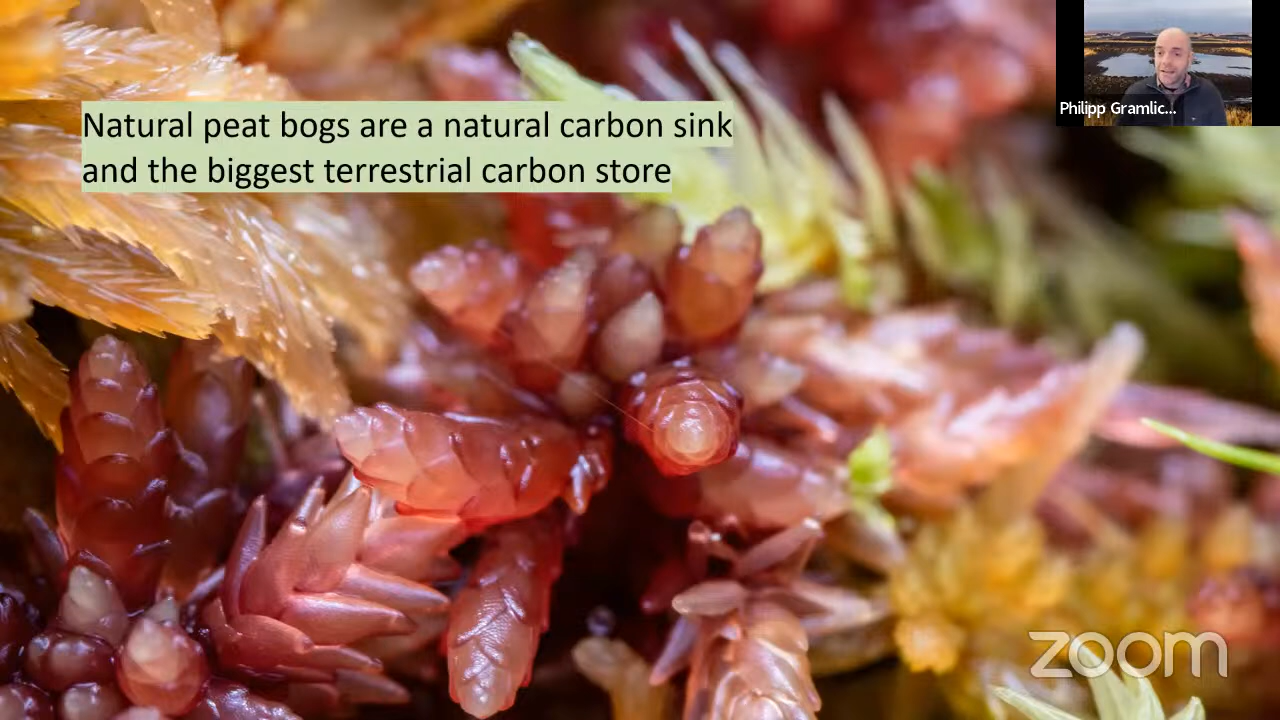 Natural peat bogs are a natural carbon sink
and the biggest terrestrial carbon store
Philipp Gramlic...
zoom